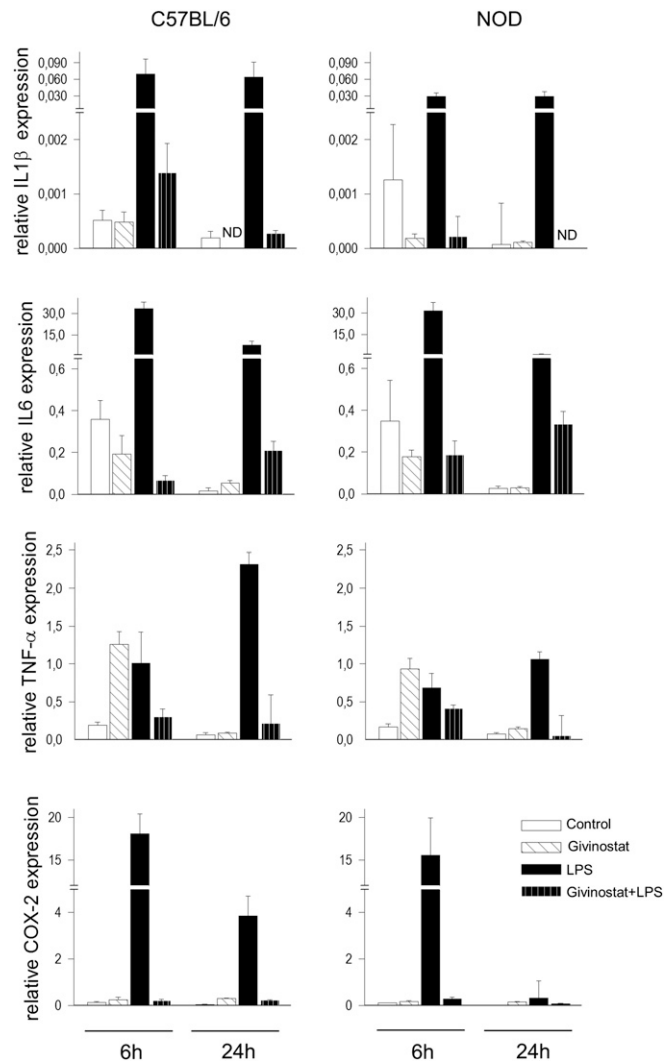 C57BL/6
NOD
relative IL1β expression
0,090
0,060
0,030
0,002
0,001
0,000
ND
0,090
0,060
0,030
0,002
0,001
0,000
ND
relative IL6 expression
30,0
15,0
0,6
0,4
0,2
0,0
30,0
15,0
0,6
0,4
0,2
0,0
relative TNF-α expression
2,5
2,0
1,5
1,0
0,5
0,0
2,5
2,0
1,5
1,0
0,5
0,0
relative COX-2 expression
20
15
4
2
0
20
15
4
2
0
Control
Givinostat
LPS
Givinostat+LPS
6h
24h
6h
24h